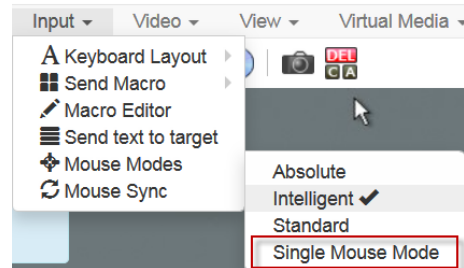 Input Video View Virtual Media
A Keyboard Layout
DEL
Send Macro
C A
Macro Editor
Send text to target
Mouse Modes
Mouse Sync
Absolute
Intelligent
Standard
Single Mouse Mode